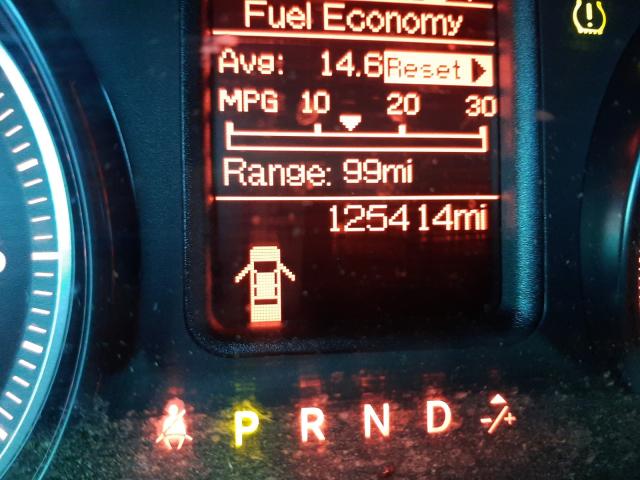 Fuel Economy
Avg: 14.6 Reset
MPG 10 20 30
Range: 99mi
125414mi
P R N D -/+